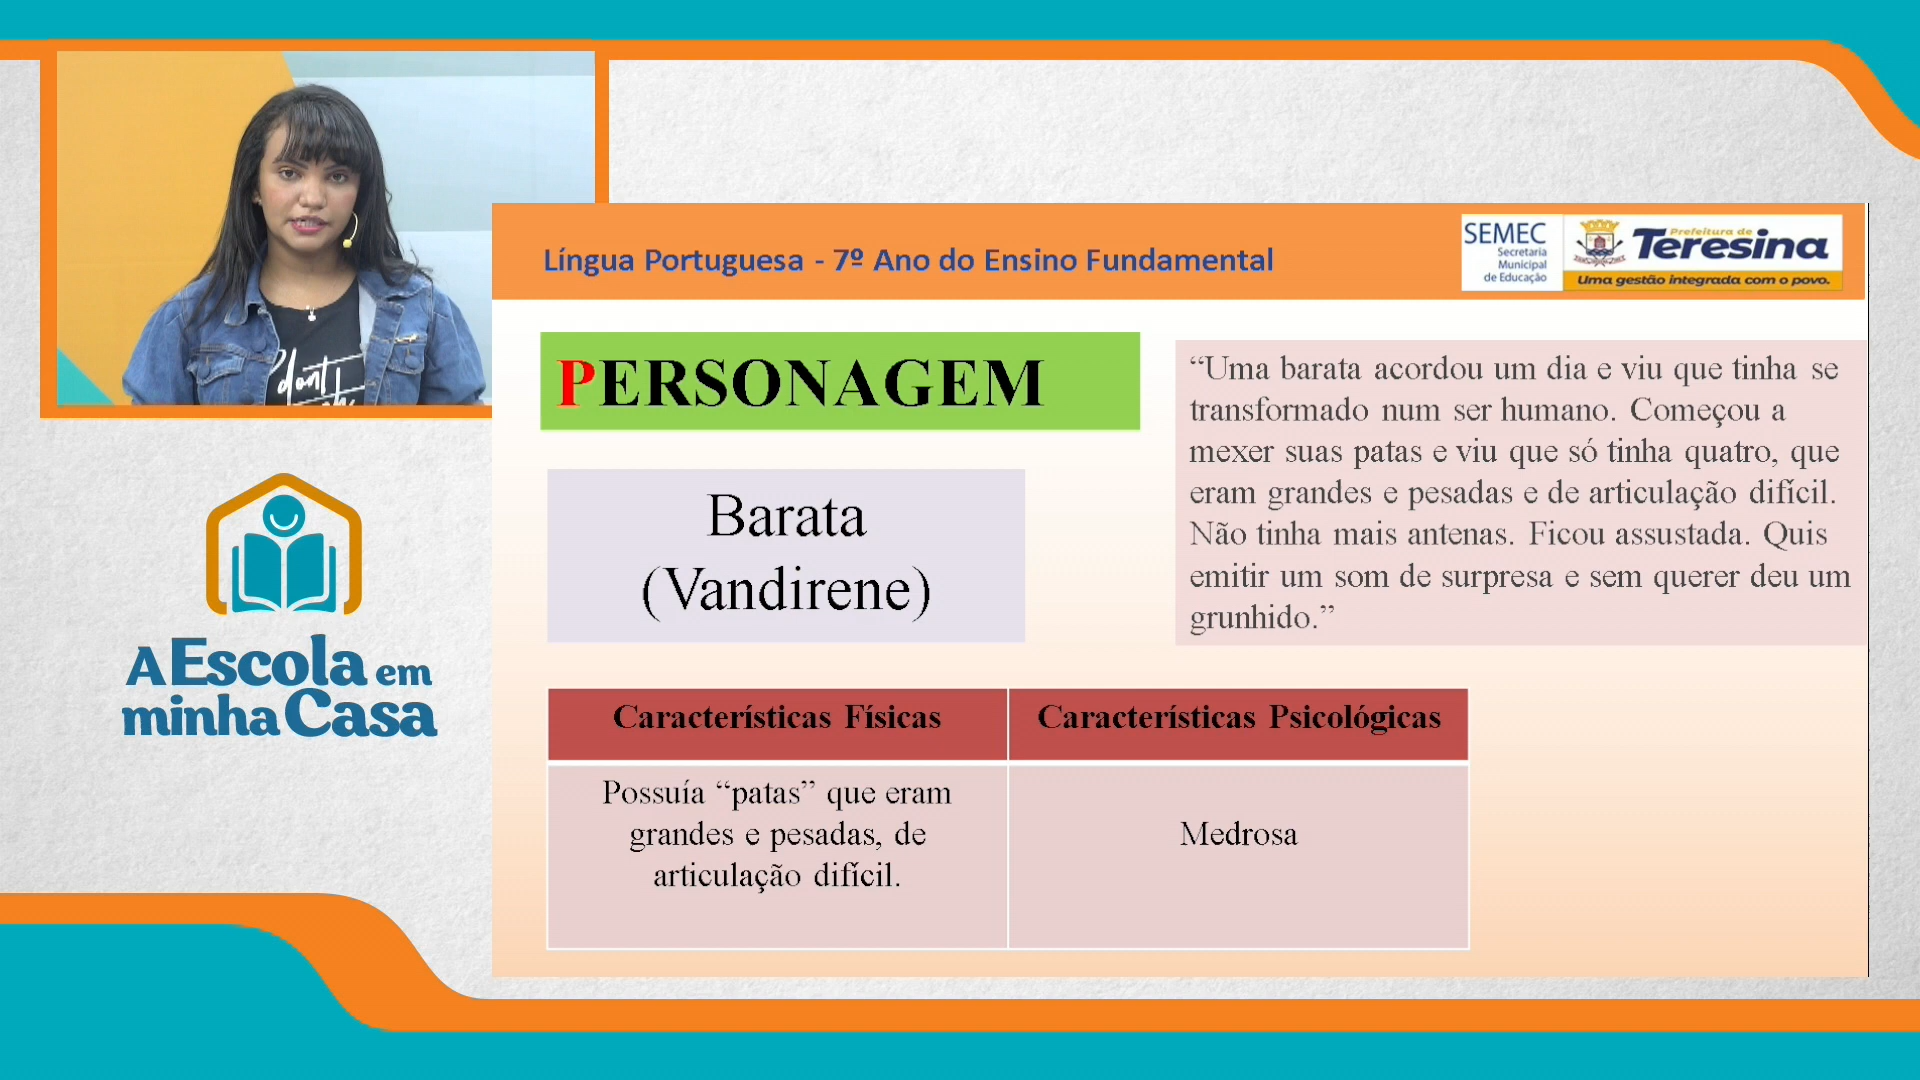 Língua Portuguesa - 7º Ano do Ensino Fundamental
SEMEC
Secretaria
Municipal
de Educação
Prefeitura de
Teresina
Uma gestão integrada com o povo.
PERSONAGEM
Barata
(Vandirene)
“Uma barata acordou um dia e viu que tinha se
transformado num ser humano. Começou a
mexer suas patas e viu que só tinha quatro, que
eram grandes e pesadas e de articulação difícil.
Não tinha mais antenas. Ficou assustada. Quis
emitir um som de surpresa e sem querer deu um
grunhido.”
Características Físicas
Características Psicológicas
Possuía “patas” que eram
grandes e pesadas, de
articulação difícil.
Medrosa
A Escola em
minha Casa
dont